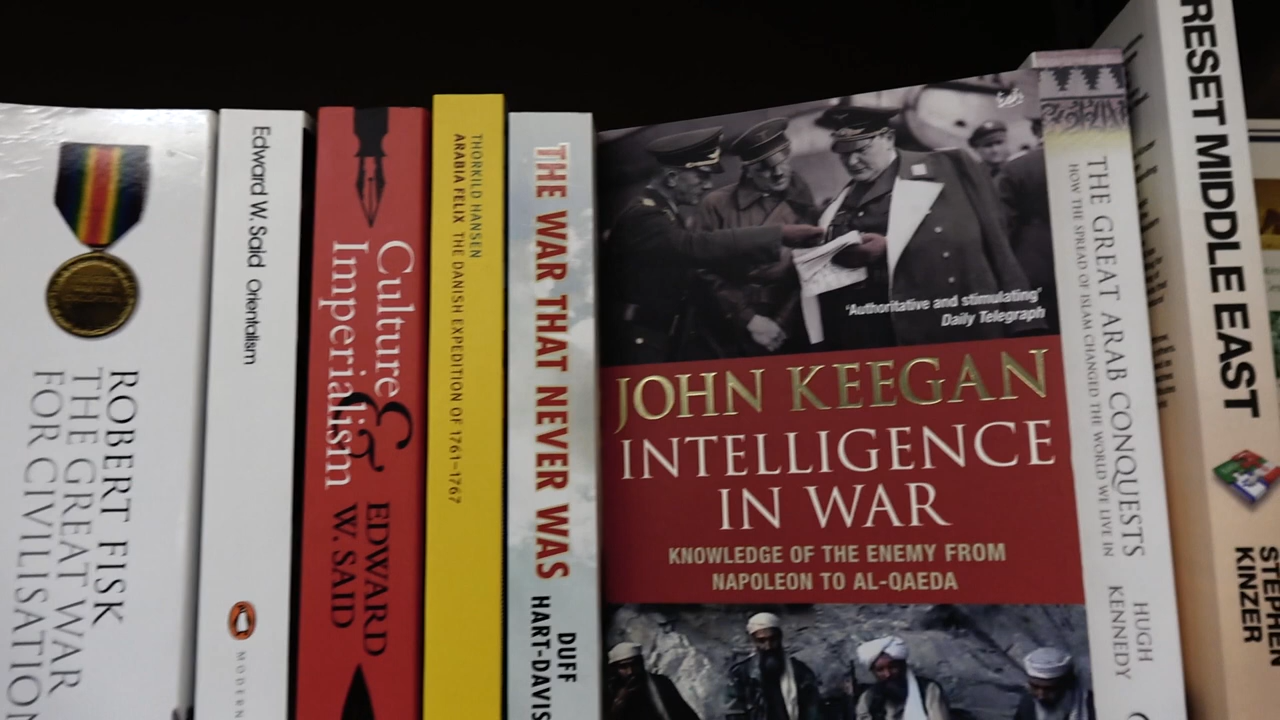 ROBERT FISK
THE GREAT WAR
FOR CIVILISATION
Edward W. Said Orientalism
MODERN
Culture
&
Imperialism
EDWARD
W. SAID
THORKILD HANSEN
ARABIA FELIX THE DANISH EXPEDITION OF 1761–1767
THE WAR THAT NEVER WAS
DUFF
HART-DAVIS
'Authoritative and stimulating'
Daily Telegraph
JOHN KEEGAN
INTELLIGENCE
IN WAR
KNOWLEDGE OF THE ENEMY FROM
NAPOLEON TO AL-QAEDA
THE GREAT ARAB CONQUESTS
HOW THE SPREAD OF ISLAM CHANGED THE WORLD WE LIVE IN
HUGH
KENNEDY
RESET MIDDLE EAST
STEPHEN
KINZER